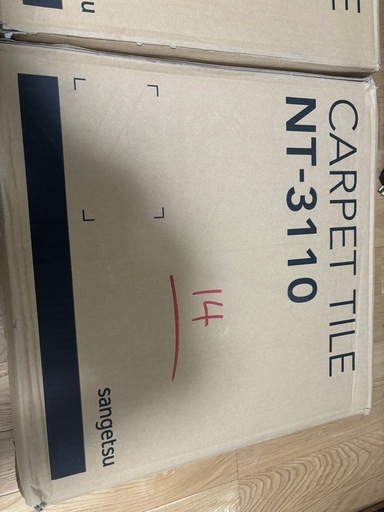 CARPET TILE
NT-3110
14
sangetsu